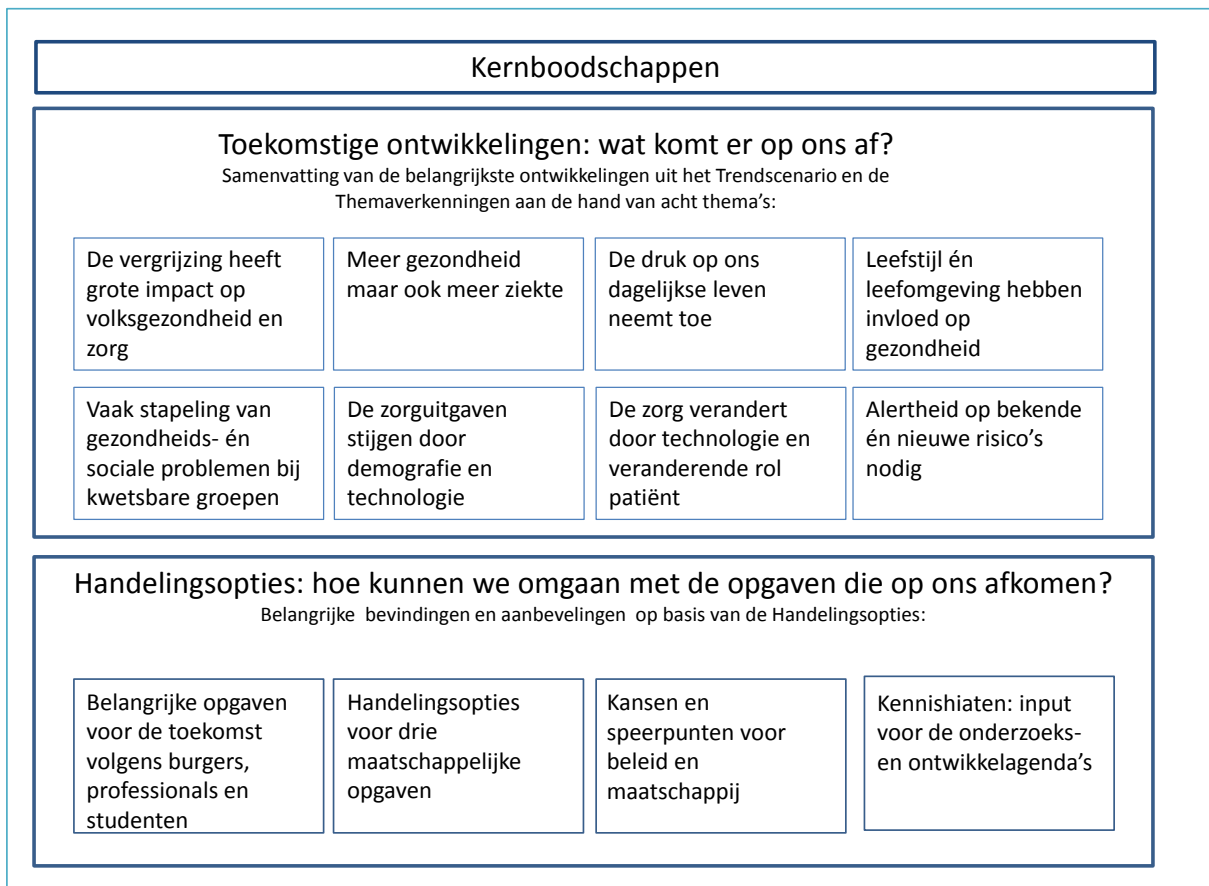 Kernboodschappen
Toekomstige ontwikkelingen: wat komt er op ons af?
Samenvatting van de belangrijkste ontwikkelingen uit het Trendscenario en de
Themaverkenningen aan de hand van acht thema’s:
De vergrijzing heeft
grote impact op
volksgezondheid en
zorg
Meer gezondheid
maar ook meer ziekte
De druk op ons
dagelijkse leven
neemt toe
Leefstijl én
leefomgeving hebben
invloed op
gezondheid
Vaak stapeling van
gezondheids- én
sociale problemen bij
kwetsbare groepen
De zorguitgaven
stijgen door
demografie en
technologie
De zorg verandert
door technologie en
veranderende rol
patiënt
Alertheid op bekende
én nieuwe risico’s
nodig
Handelingsopties: hoe kunnen we omgaan met de opgaven die op ons afkomen?
Belangrijke bevindingen en aanbevelingen op basis van de Handelingsopties:
Belangrijke opgaven
voor de toekomst
volgens burgers,
professionals en
studenten
Handelingsopties
voor drie
maatschappelijke
opgaven
Kansen en
speerpunten voor
beleid en
maatschappij
Kennishiaten: input
voor de onderzoeks-
en ontwikkelagenda’s